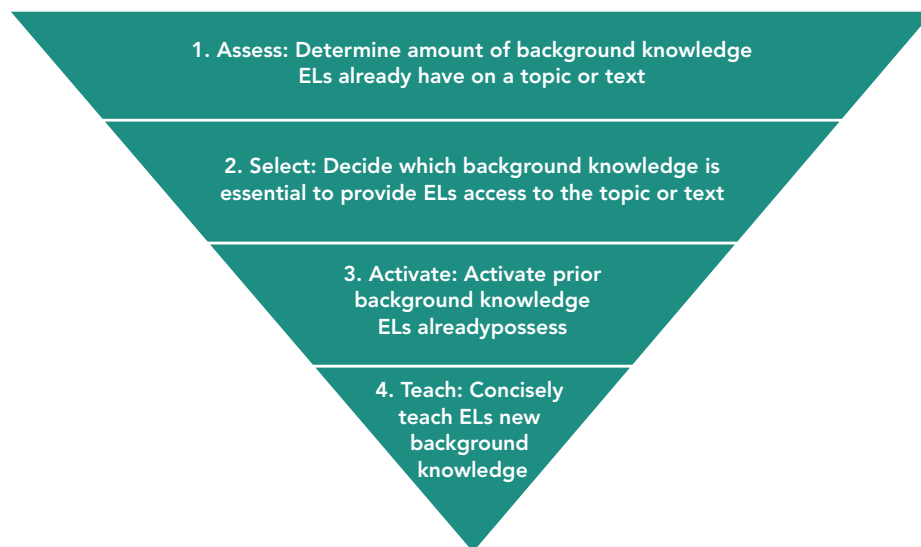 1. Assess: Determine amount of background knowledge
ELs already have on a topic or text
2. Select: Decide which background knowledge is
essential to provide ELs access to the topic or text
3. Activate: Activate prior
background knowledge
ELs alreadypossess
4. Teach: Concisely
teach ELs new
background
knowledge